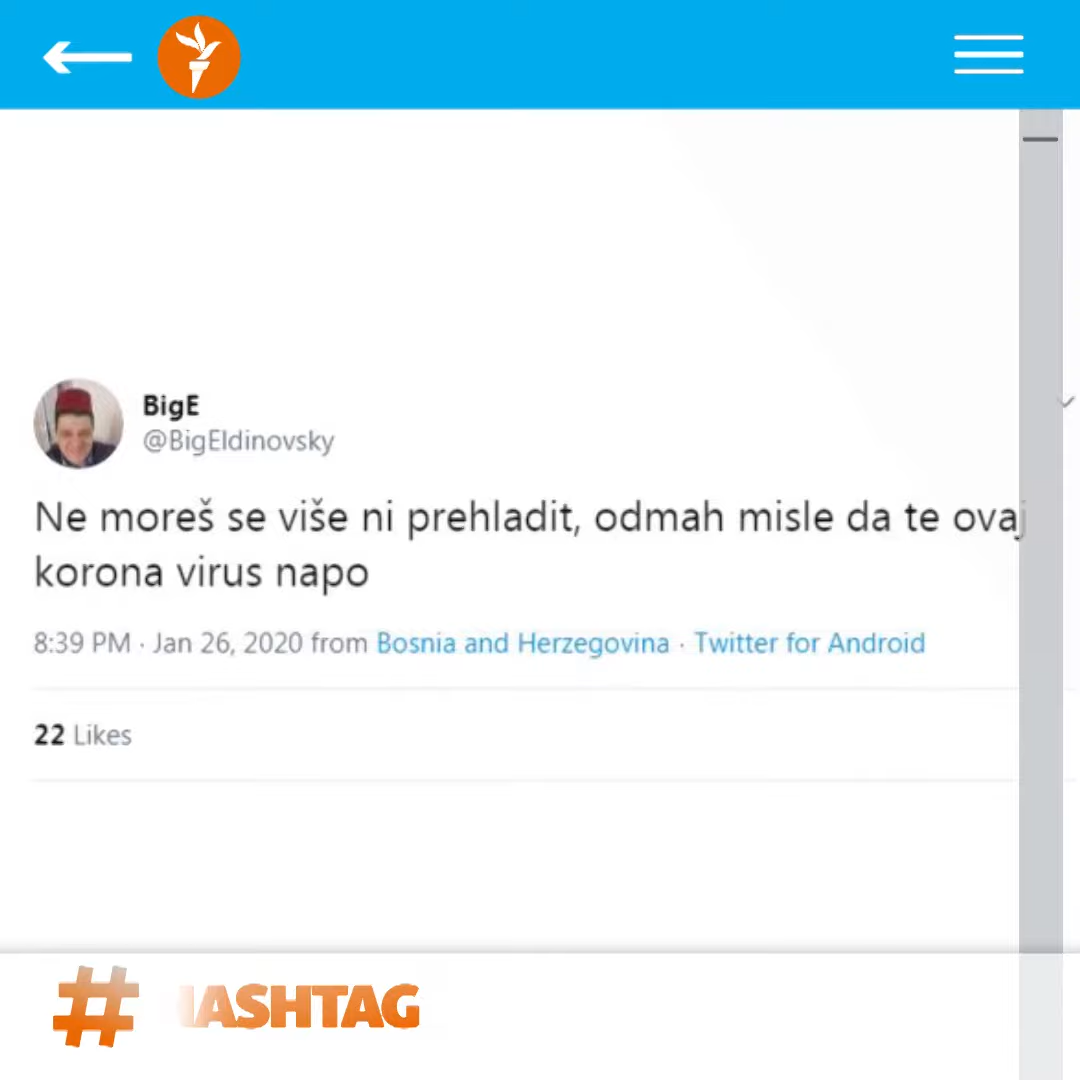 BigE
@BigEldinovsky
Ne moreš se više ni prehladit, odmah misle da te ovaj
korona virus napo
8:39 PM · Jan 26, 2020 from Bosnia and Herzegovina · Twitter for Android
22 Likes
# HASHTAG